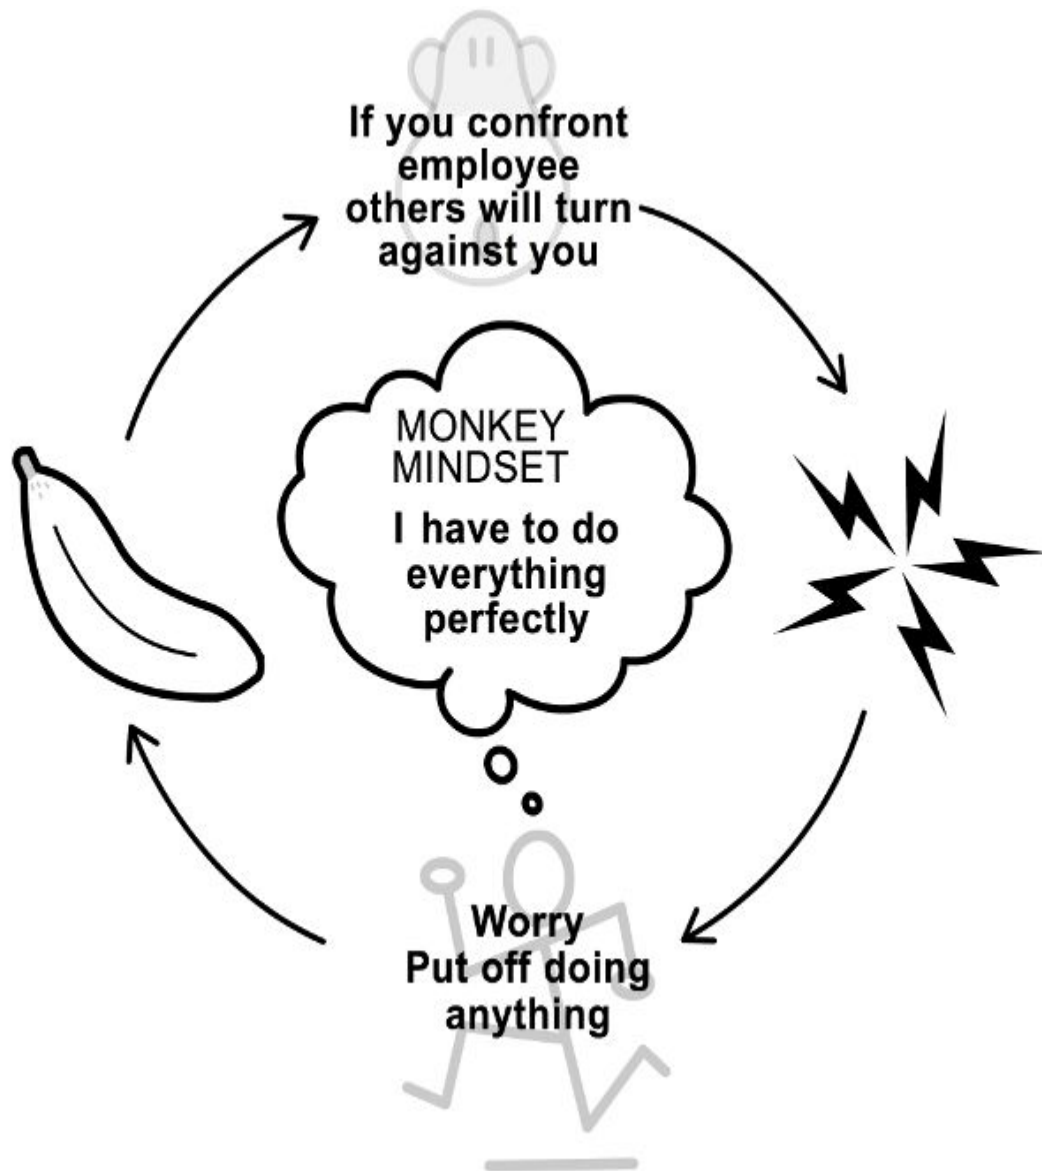 If you confront
employee
others will turn
against you
MONKEY
MINDSET
I have to do
everything
perfectly
Worry
Put off doing
anything